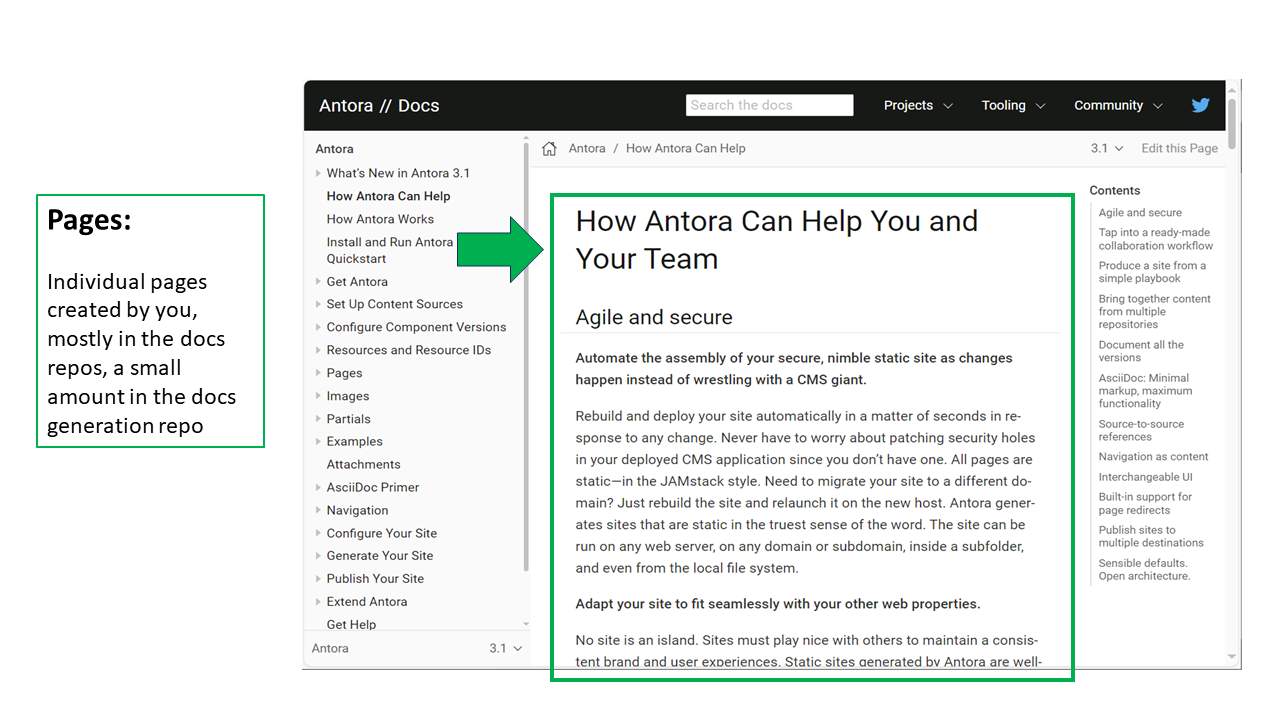 Antora // Docs
Search the docs
Projects
Tooling
Community
Antora
What's New in Antora 3.1
How Antora Can Help
How Antora Works
Install and Run Antora
Quickstart
Get Antora
Set Up Content Sources
Configure Component Versions
Resources and Resource IDs
Pages
Images
Partials
Examples
Attachments
AsciiDoc Primer
Navigation
Configure Your Site
Generate Your Site
Publish Your Site
Extend Antora
Get Help
Antora 3.1
Antora / How Antora Can Help
3.1
Edit this Page
Pages:
Individual pages
created by you,
mostly in the docs
repos, a small
amount in the docs
generation repo
How Antora Can Help You and
Your Team
Agile and secure
Automate the assembly of your secure, nimble static site as changes
happen instead of wrestling with a CMS giant.
Rebuild and deploy your site automatically in a matter of seconds in re-
sponse to any change. Never have to worry about patching security holes
in your deployed CMS application since you don't have one. All pages are
static—in the JAMstack style. Need to migrate your site to a different do-
main? Just rebuild the site and relaunch it on the new host. Antora gener-
ates sites that are static in the truest sense of the word. The site can be
run on any web server, on any domain or subdomain, inside a subfolder,
and even from the local file system.
Adapt your site to fit seamlessly with your other web properties.
No site is an island. Sites must play nice with others to maintain a consis-
tent brand and user experiences. Static sites generated by Antora are well-
Contents
Agile and secure
Tap into a ready-made
collaboration workflow
Produce a site from a
simple playbook
Bring together content
from multiple
repositories
Document all the
versions
AsciiDoc: Minimal
markup, maximum
functionality
Source-to-source
references
Navigation as content
Interchangeable UI
Built-in support for
page redirects
Publish sites to
multiple destinations
Sensible defaults.
Open architecture.